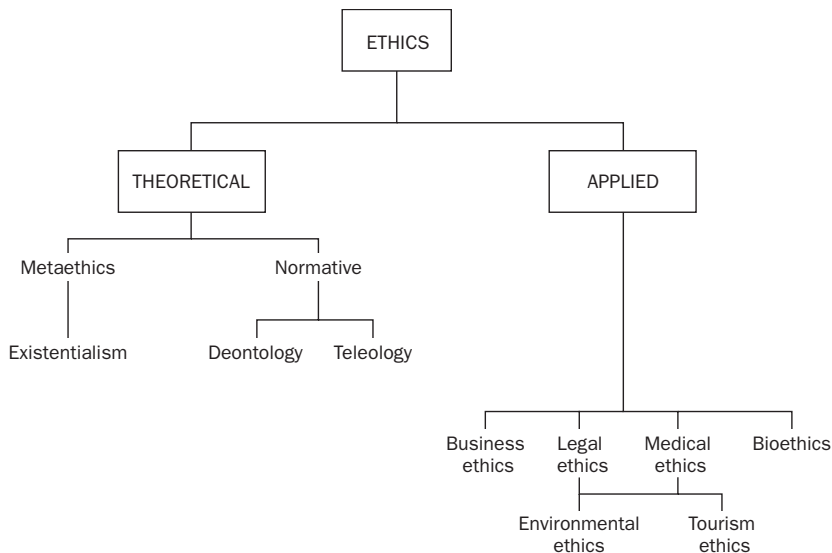 ETHICS
THEORETICAL
APPLIED
Metaethics
Normative
Existentialism
Deontology
Teleology
Business
ethics
Legal
ethics
Medical
ethics
Bioethics
Environmental
ethics
Tourism
ethics